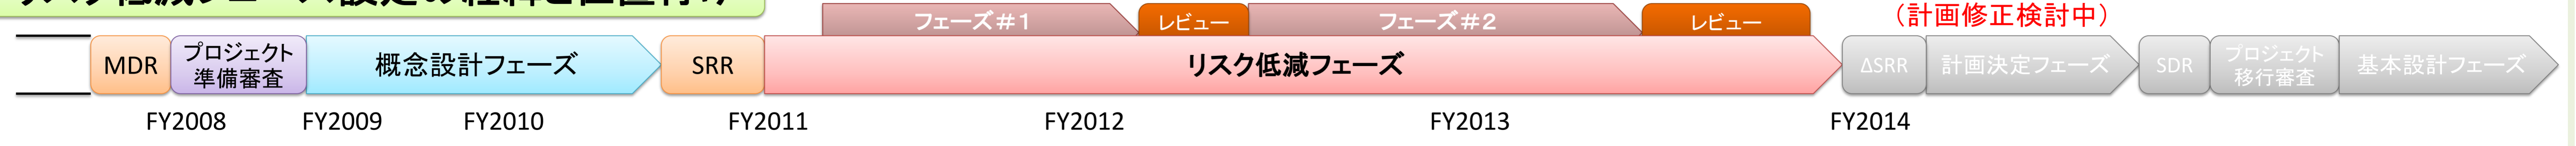 フェーズ#1
レビュー
フェーズ#2
レビュー
(計画修正検討中)
MDR
プロジェクト
準備審査
概念設計フェーズ
SRR
リスク低減フェーズ
ΔSRR
計画決定フェーズ
SDR
プロジェクト
移行審査
基本設計フェーズ
FY2008
FY2009
FY2010
FY2011
FY2012
FY2013
FY2014